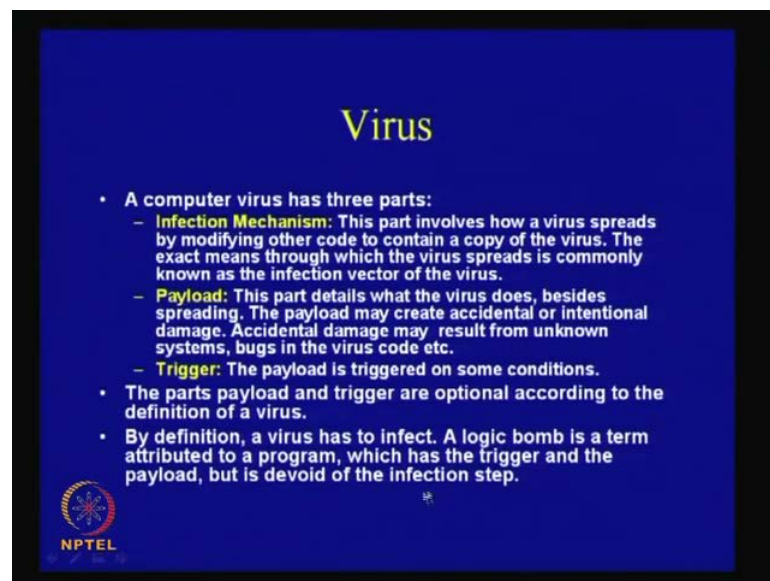 Virus
• A computer virus has three parts:
– Infection Mechanism: This part involves how a virus spreads
by modifying other code to contain a copy of the virus. The
exact means through which the virus spreads is commonly
known as the infection vector of the virus.
– Payload: This part details what the virus does, besides
spreading. The payload may create accidental or intentional
damage. Accidental damage may result from unknown
systems, bugs in the virus code etc.
– Trigger: The payload is triggered on some conditions.
• The parts payload and trigger are optional according to the
definition of a virus.
• By definition, a virus has to infect. A logic bomb is a term
attributed to a program, which has the trigger and the
payload, but is devoid of the infection step.
NPTEL